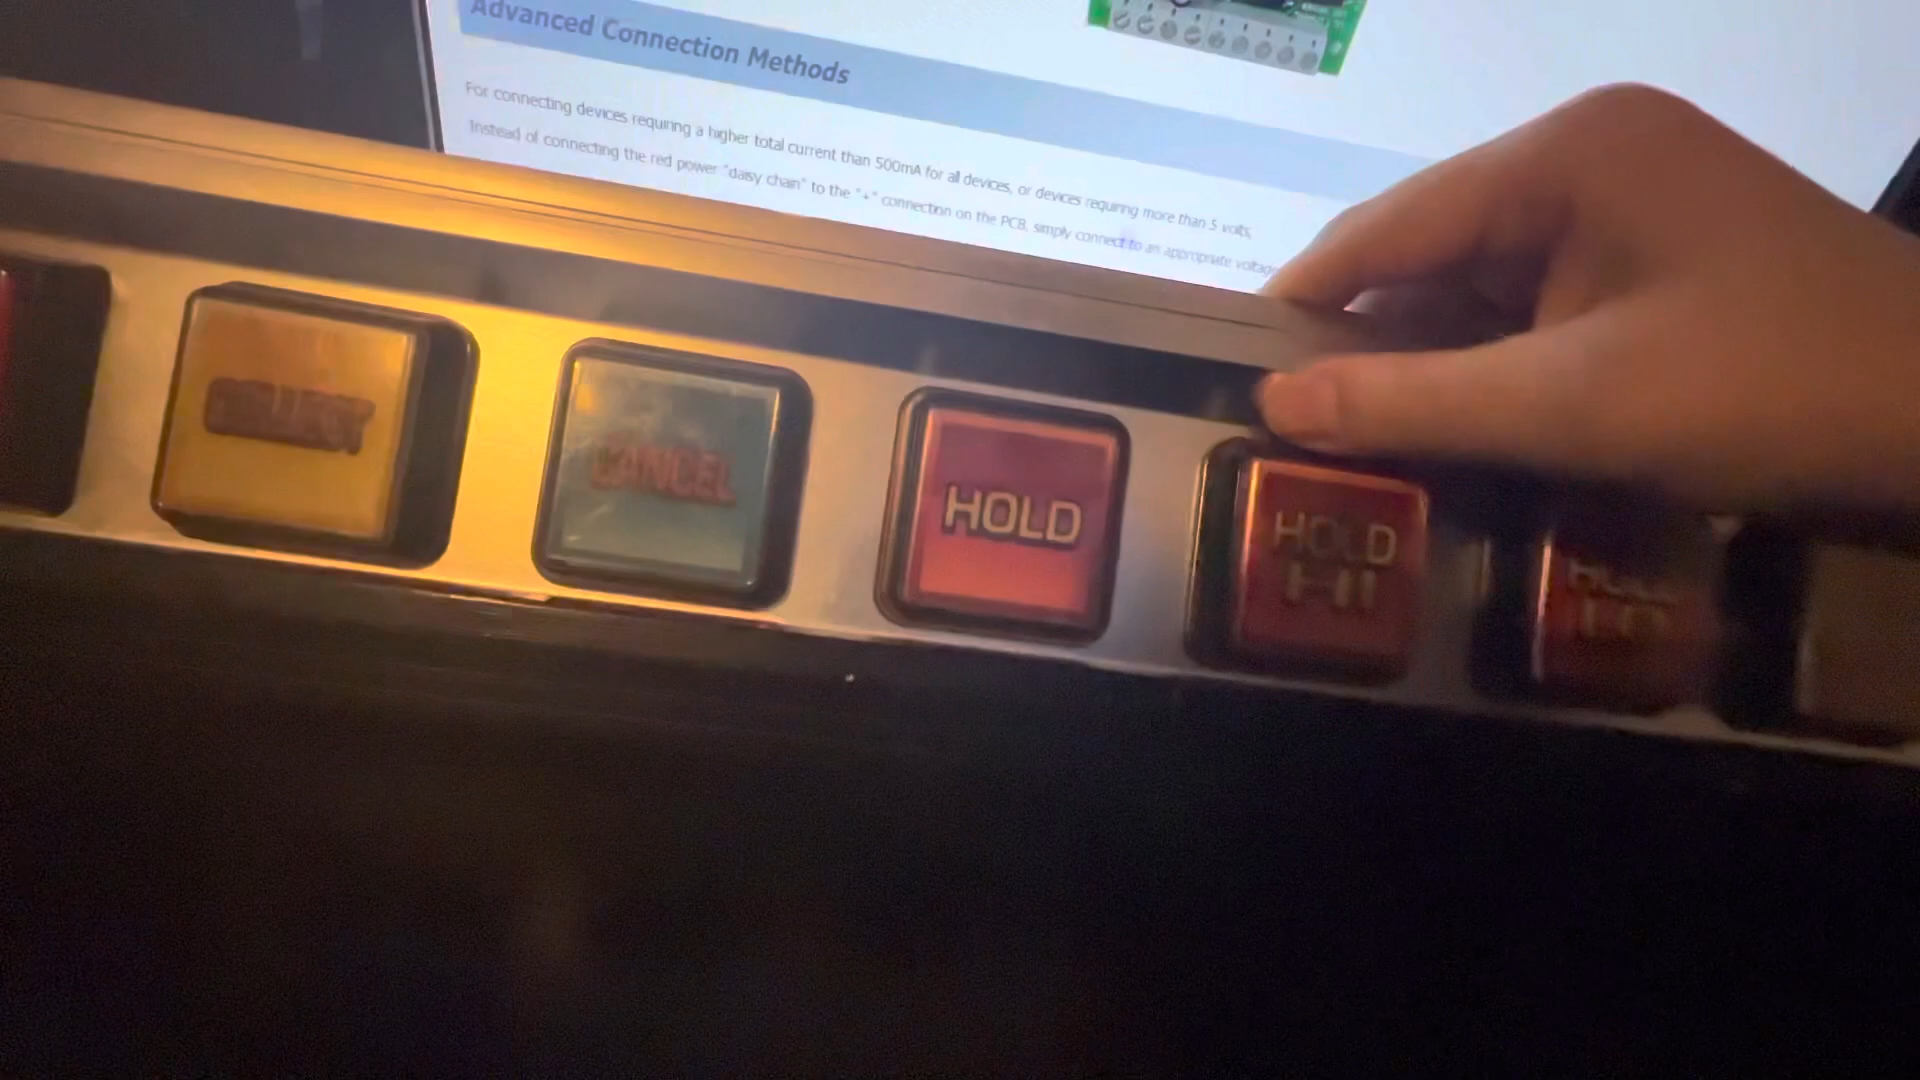 Advanced Connection Methods
For connecting devices requiring a higher total current than 500mA for all devices, or devices requiring more than 5 volts,
Instead of connecting the red power "daisy chain" to the "+" connection on the PCB, simply connect to an appropriate voltage
CANCEL
HOLD
HOLD
HI